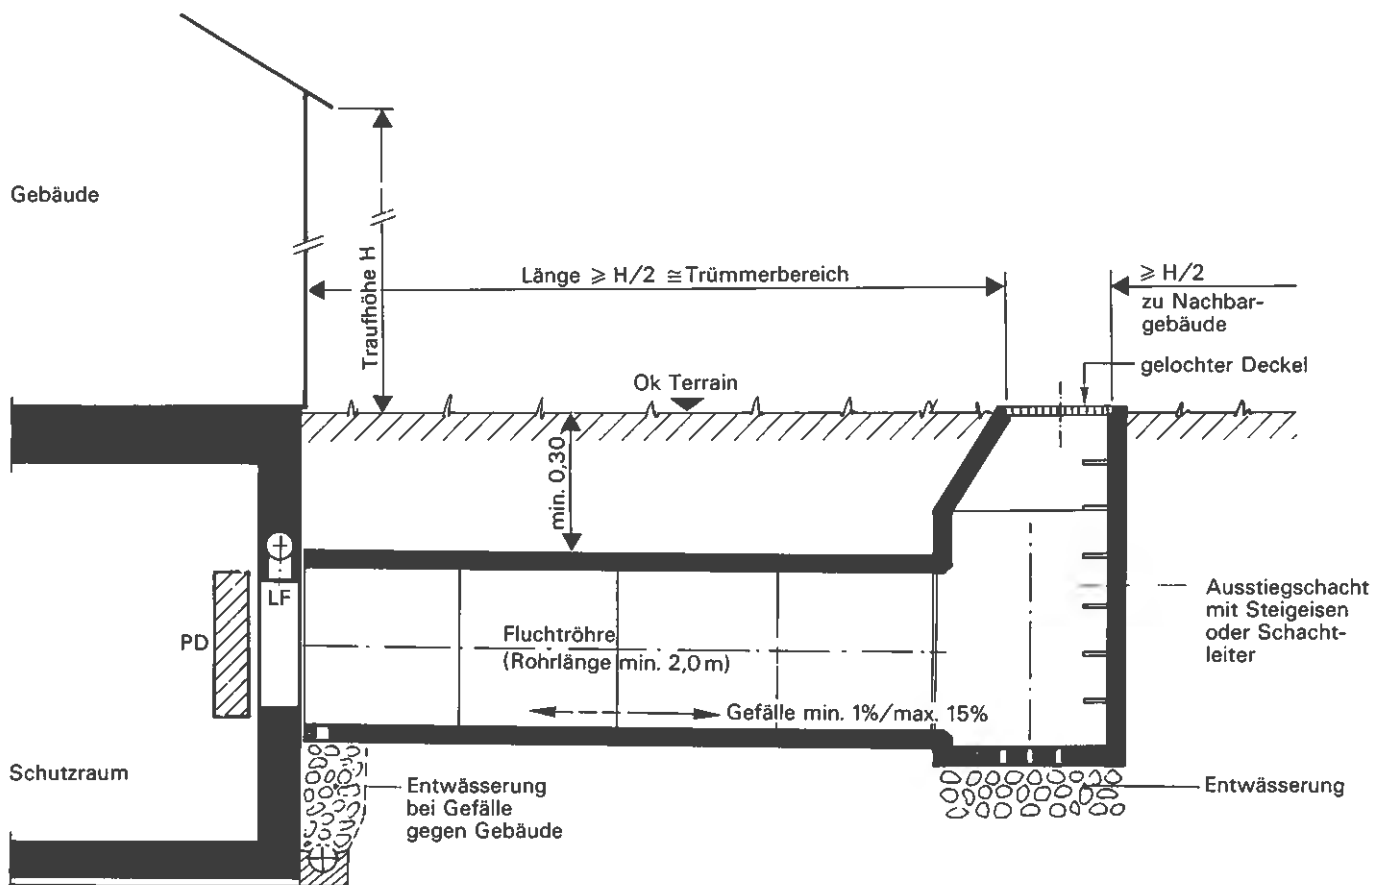 Gebäude
Traufhöhe H
Länge ⩾ H/2 ≅ Trümmerbereich
⩾ H/2
zu Nachbar-
gebäude
gelochter Deckel
Ok Terrain
min. 0,30
LF
PD
Fluchtröhre
(Rohrlänge min. 2,0 m)
Gefälle min. 1%/max. 15%
Ausstiegschacht
mit Steigeisen
oder Schacht-
leiter
Schutzraum
Entwässerung
bei Gefälle
gegen Gebäude
Entwässerung